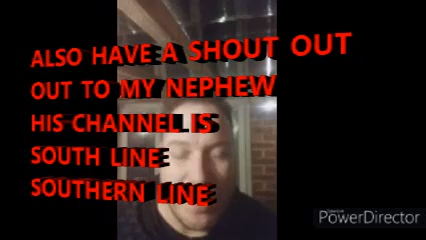 ALSO HAVE A SHOUT OUT
OUT TO MY NEPHEW
HIS CHANNEL IS
SOUTH LINE
SOUTHERN LINE
PowerDirector